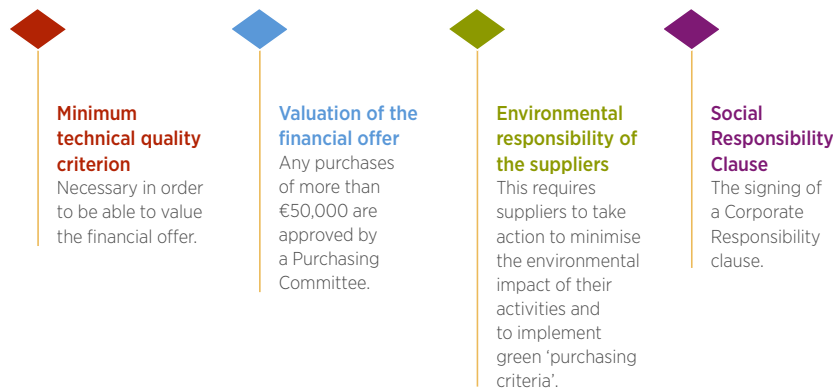 Minimum
technical quality
criterion
Necessary in order
to be able to value
the financial offer.
Valuation of the
financial offer
Any purchases
of more than
€50,000 are
approved by
a Purchasing
Committee.
Environmental
responsibility of
the suppliers
This requires
suppliers to take
action to minimise
the environmental
impact of their
activities and
to implement
green ‘purchasing
criteria’.
Social
Responsibility
Clause
The signing of
a Corporate
Responsibility
clause.